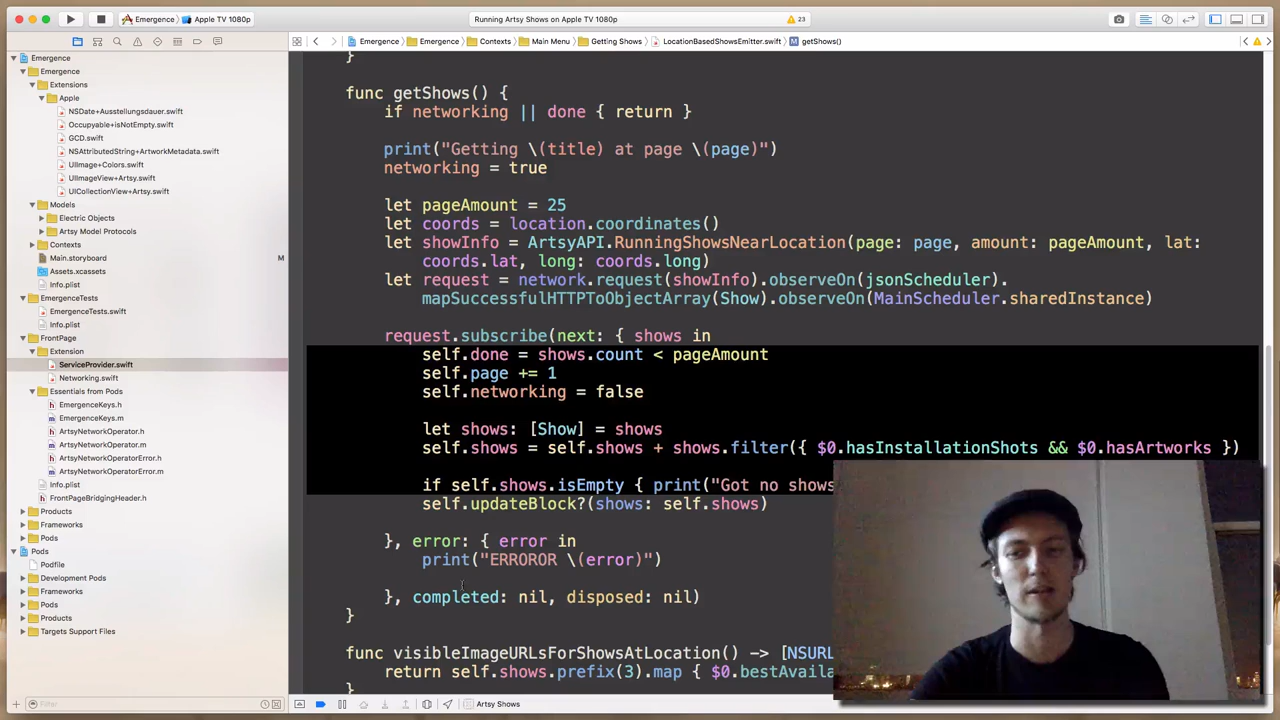 Emergence
Apple TV 1080p
Running Artsy Shows on Apple TV 1080p
23
Emergence
Emergence
Contexts
Main Menu
Getting Shows
LocationBasedShowsEmitter.swift
M
getShows()
Emergence
Emergence
Extensions
Apple
NSDate+Ausstellungsdauer.swift
Occupyable+isNotEmpty.swift
GCD.swift
NSAttributedString+ArtworkMetadata.swift
UIImage+Colors.swift
UIImageView+Artsy.swift
UICollectionView+Artsy.swift
Models
Electric Objects
Artsy Model Protocols
Contexts
Main.storyboard
M
Assets.xcassets
Info.plist
EmergenceTests
EmergenceTests.swift
Info.plist
FrontPage
Extension
ServiceProvider.swift
Networking.swift
Essentials from Pods
EmergenceKeys.h
EmergenceKeys.m
ArtsyNetworkOperator.h
ArtsyNetworkOperator.m
ArtsyNetworkOperatorError.h
ArtsyNetworkOperatorError.m
Info.plist
FrontPageBridgingHeader.h
Products
Frameworks
Pods
Pods
Podfile
Development Pods
Frameworks
Pods
Products
Targets Support Files
Filter
}
func getShows() {
if networking || done { return }
print("Getting \(title) at page \(page)")
networking = true
let pageAmount = 25
let coords = location.coordinates()
let showInfo = ArtsyAPI.RunningShowsNearLocation(page: page, amount: pageAmount, lat:
coords.lat, long: coords.long)
let request = network.request(showInfo).observeOn(jsonScheduler).
mapSuccessfulHTTPToObjectArray(Show).observeOn(MainScheduler.sharedInstance)
request.subscribe(next: { shows in
self.done = shows.count < pageAmount
self.page += 1
self.networking = false
let shows: [Show] = shows
self.shows = self.shows + shows.filter({ $0.hasInstallationShots && $0.hasArtworks })
if self.shows.isEmpty { print("Got no shows
self.updateBlock?(shows: self.shows)
}, error: { error in
print("ERROROR \(error)")
}, completed: nil, disposed: nil)
}
func visibleImageURLsForShowsAtLocation() -> [NSURL
return self.shows.prefix(3).map { $0.bestAvaila
}
Artsy Shows